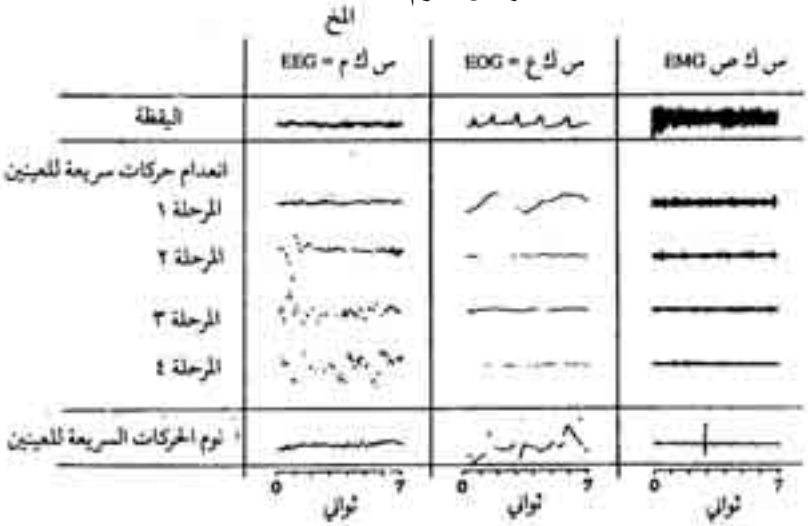 المخ
س ك م = EEG
س ك ع = EOG
س ك ص EMG
اليقظة
انعدام حركات سريعة للعينين
المرحلة ١
المرحلة ٢
المرحلة ٣
المرحلة ٤
نوم الحركات السريعة للعينين
0 7 0 7 0 7
ثواني ثواني ثواني